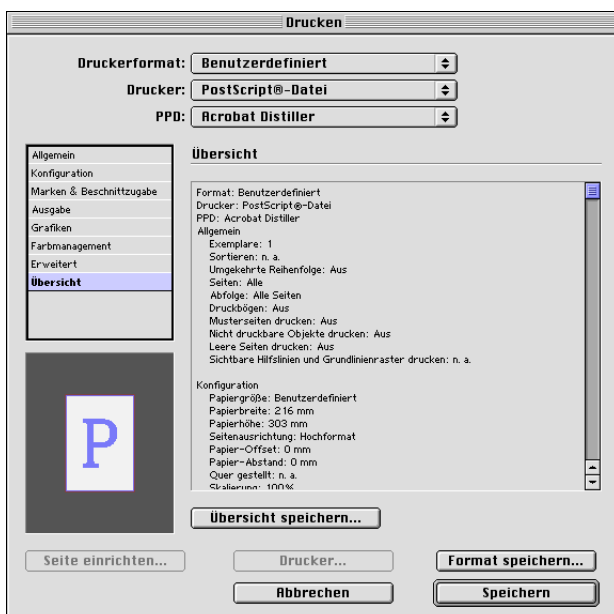 Drucken
Druckerformat: Benutzerdefiniert
Drucker: PostScript®-Datei
PPD: Acrobat Distiller
Allgemein
Konfiguration
Marken & Beschnittzugabe
Ausgabe
Grafiken
Farbmanagement
Erweitert
Übersicht
Übersicht
Format: Benutzerdefiniert
Drucker: PostScript®-Datei
PPD: Acrobat Distiller
Allgemein
Exemplare: 1
Sortieren: n. a.
Umgekehrte Reihenfolge: Aus
Seiten: Alle
Abfolge: Alle Seiten
Druckbögen: Aus
Musterseiten drucken: Aus
Nicht druckbare Objekte drucken: Aus
Leere Seiten drucken: Aus
Sichtbare Hilfslinien und Grundlinienraster drucken: n. a.
Konfiguration
Papiergröße: Benutzerdefiniert
Papierbreite: 216 mm
Papierhöhe: 303 mm
Seitenausrichtung: Hochformat
Papier-Offset: 0 mm
Papier-Abstand: 0 mm
Quer gestellt: n. a.
Skalierung: 100%
P
Übersicht speichern...
Seite einrichten... Drucker... Format speichern...
Abbrechen Speichern